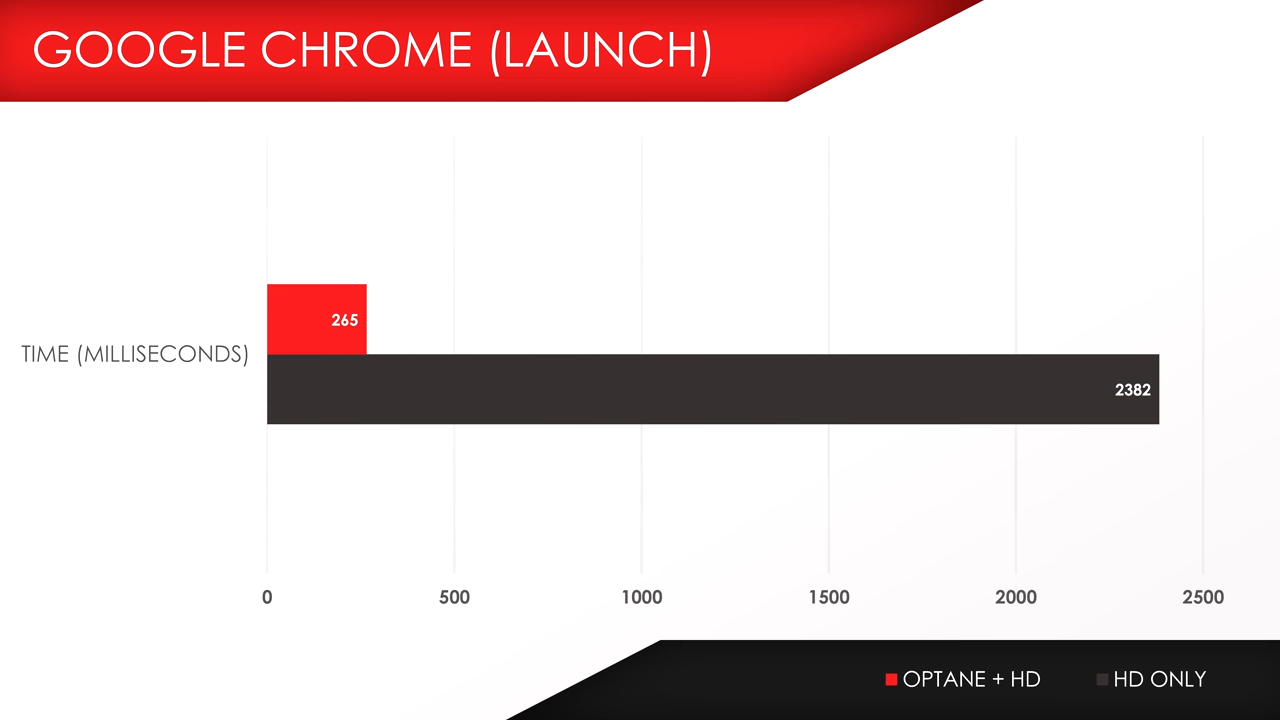 GOOGLE CHROME (LAUNCH)
265
TIME (MILLISECONDS)
2382
0 500 1000 1500 2000 2500
OPTANE + HD HD ONLY